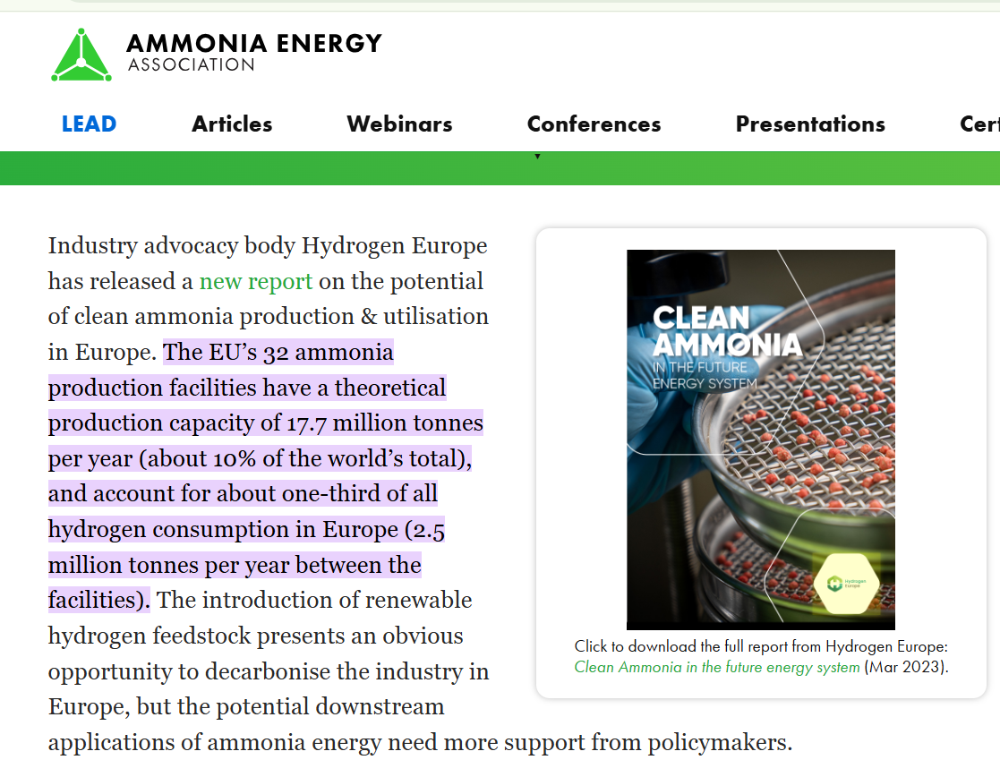 AMMONIA ENERGY
ASSOCIATION
LEAD Articles Webinars Conferences Presentations Cert
Industry advocacy body Hydrogen Europe
has released a new report on the potential
of clean ammonia production & utilisation
in Europe. The EU’s 32 ammonia
production facilities have a theoretical
production capacity of 17.7 million tonnes
per year (about 10% of the world’s total),
and account for about one-third of all
hydrogen consumption in Europe (2.5
million tonnes per year between the
facilities). The introduction of renewable
hydrogen feedstock presents an obvious
opportunity to decarbonise the industry in
Europe, but the potential downstream
applications of ammonia energy need more support from policymakers.
CLEAN
AMMONIA
IN THE FUTURE
ENERGY SYSTEM
Hydrogen
Europe
Click to download the full report from Hydrogen Europe:
Clean Ammonia in the future energy system (Mar 2023).